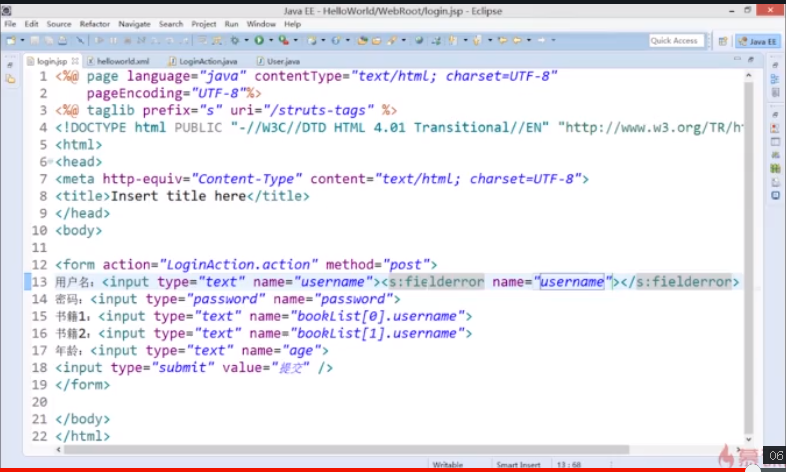 Java EE - HelloWorld/WebRoot/login.jsp - Eclipse
File Edit Source Refactor Navigate Search Project Run Window Help
Quick Access Java EE
login.jsp helloworld.xml LoginAction.java User.java
1 <%@ page language="java" contentType="text/html; charset=UTF-8"
2 pageEncoding="UTF-8"%>
3 <%@ taglib prefix="s" uri="/struts-tags" %>
4 <!DOCTYPE html PUBLIC "-//W3C//DTD HTML 4.01 Transitional//EN" "http://www.w3.org/TR/h
5 <html>
6 <head>
7 <meta http-equiv="Content-Type" content="text/html; charset=UTF-8">
8 <title>Insert title here</title>
9 </head>
10 <body>
11
12 <form action="LoginAction.action" method="post">
13 用户名：<input type="text" name="username"><s:fielderror name="username"></s:fielderror>
14 密码：<input type="password" name="password">
15 书籍1：<input type="text" name="bookList[0].username">
16 书籍2：<input type="text" name="bookList[1].username">
17 年龄：<input type="text" name="age">
18 <input type="submit" value="提交" />
19 </form>
20
21 </body>
22 </html>
Writable Smart Insert 13 : 68
06